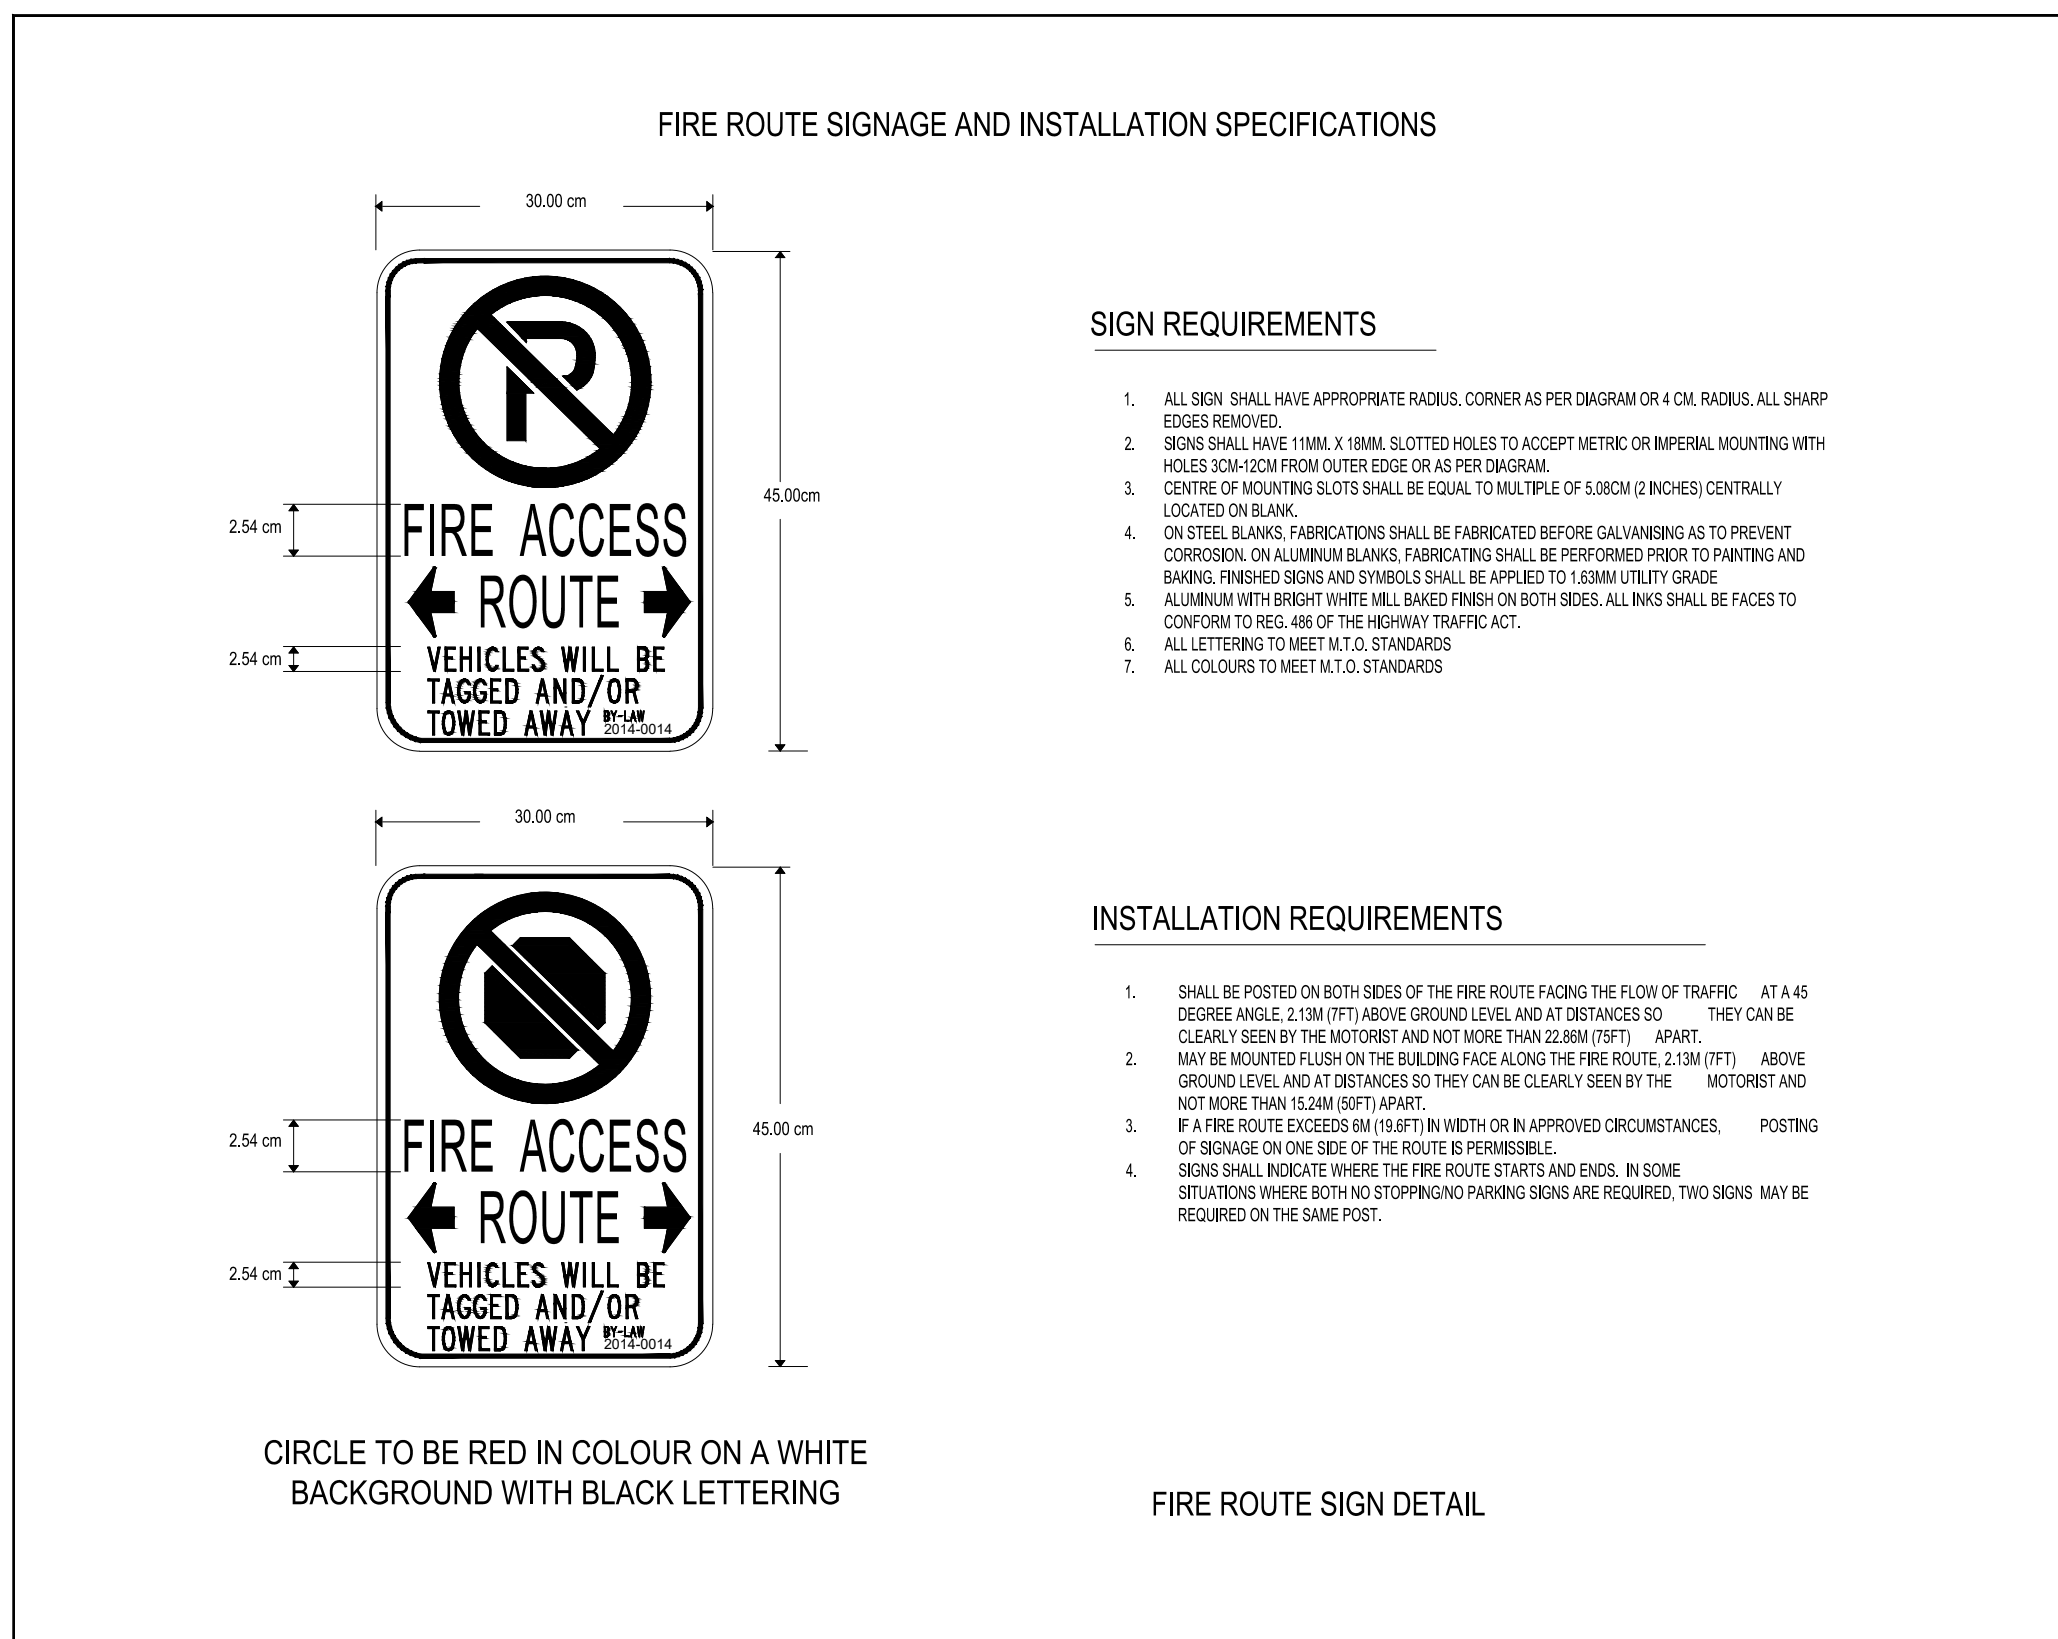 FIRE ROUTE SIGNAGE AND INSTALLATION SPECIFICATIONS
30.00 cm
45.00cm
2.54 cm
2.54 cm
FIRE ACCESS
ROUTE
VEHICLES WILL BE
TAGGED AND/OR
TOWED AWAY BY-LAW
2014-0014
30.00 cm
45.00 cm
2.54 cm
2.54 cm
FIRE ACCESS
ROUTE
VEHICLES WILL BE
TAGGED AND/OR
TOWED AWAY BY-LAW
2014-0014
CIRCLE TO BE RED IN COLOUR ON A WHITE
BACKGROUND WITH BLACK LETTERING
SIGN REQUIREMENTS
1. ALL SIGN SHALL HAVE APPROPRIATE RADIUS. CORNER AS PER DIAGRAM OR 4 CM. RADIUS. ALL SHARP
EDGES REMOVED.
2. SIGNS SHALL HAVE 11MM. X 18MM. SLOTTED HOLES TO ACCEPT METRIC OR IMPERIAL MOUNTING WITH
HOLES 3CM-12CM FROM OUTER EDGE OR AS PER DIAGRAM.
3. CENTRE OF MOUNTING SLOTS SHALL BE EQUAL TO MULTIPLE OF 5.08CM (2 INCHES) CENTRALLY
LOCATED ON BLANK.
4. ON STEEL BLANKS, FABRICATIONS SHALL BE FABRICATED BEFORE GALVANISING AS TO PREVENT
CORROSION. ON ALUMINUM BLANKS, FABRICATING SHALL BE PERFORMED PRIOR TO PAINTING AND
BAKING. FINISHED SIGNS AND SYMBOLS SHALL BE APPLIED TO 1.63MM UTILITY GRADE
5. ALUMINUM WITH BRIGHT WHITE MILL BAKED FINISH ON BOTH SIDES. ALL INKS SHALL BE FACES TO
CONFORM TO REG. 486 OF THE HIGHWAY TRAFFIC ACT.
6. ALL LETTERING TO MEET M.T.O. STANDARDS
7. ALL COLOURS TO MEET M.T.O. STANDARDS
INSTALLATION REQUIREMENTS
1. SHALL BE POSTED ON BOTH SIDES OF THE FIRE ROUTE FACING THE FLOW OF TRAFFIC AT A 45
DEGREE ANGLE, 2.13M (7FT) ABOVE GROUND LEVEL AND AT DISTANCES SO THEY CAN BE
CLEARLY SEEN BY THE MOTORIST AND NOT MORE THAN 22.86M (75FT) APART.
2. MAY BE MOUNTED FLUSH ON THE BUILDING FACE ALONG THE FIRE ROUTE, 2.13M (7FT) ABOVE
GROUND LEVEL AND AT DISTANCES SO THEY CAN BE CLEARLY SEEN BY THE MOTORIST AND
NOT MORE THAN 15.24M (50FT) APART.
3. IF A FIRE ROUTE EXCEEDS 6M (19.6FT) IN WIDTH OR IN APPROVED CIRCUMSTANCES, POSTING
OF SIGNAGE ON ONE SIDE OF THE ROUTE IS PERMISSIBLE.
4. SIGNS SHALL INDICATE WHERE THE FIRE ROUTE STARTS AND ENDS. IN SOME
SITUATIONS WHERE BOTH NO STOPPING/NO PARKING SIGNS ARE REQUIRED, TWO SIGNS MAY BE
REQUIRED ON THE SAME POST.
FIRE ROUTE SIGN DETAIL